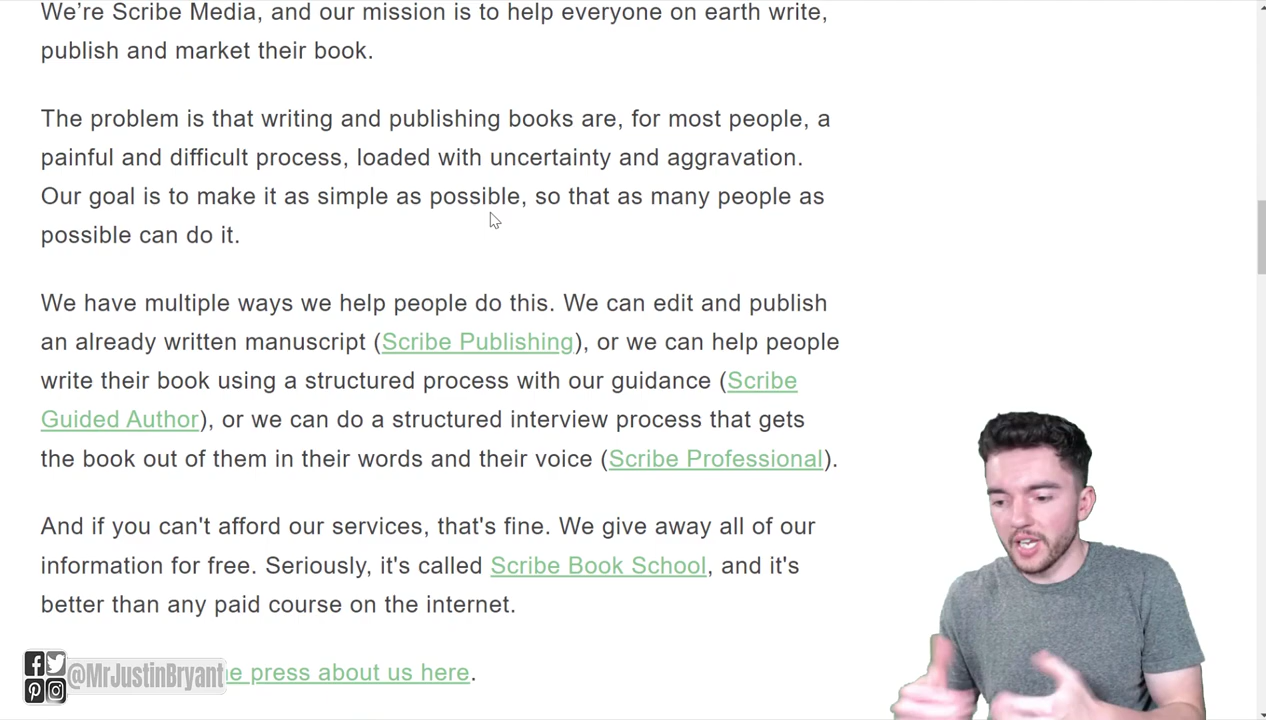 We’re Scribe Media, and our mission is to help everyone on earth write,
publish and market their book.
The problem is that writing and publishing books are, for most people, a
painful and difficult process, loaded with uncertainty and aggravation.
Our goal is to make it as simple as possible, so that as many people as
possible can do it.
We have multiple ways we help people do this. We can edit and publish
an already written manuscript (Scribe Publishing), or we can help people
write their book using a structured process with our guidance (Scribe
Guided Author), or we can do a structured interview process that gets
the book out of them in their words and their voice (Scribe Professional).
And if you can't afford our services, that's fine. We give away all of our
information for free. Seriously, it's called Scribe Book School, and it's
better than any paid course on the internet.
@MrJustinBryant press about us here.